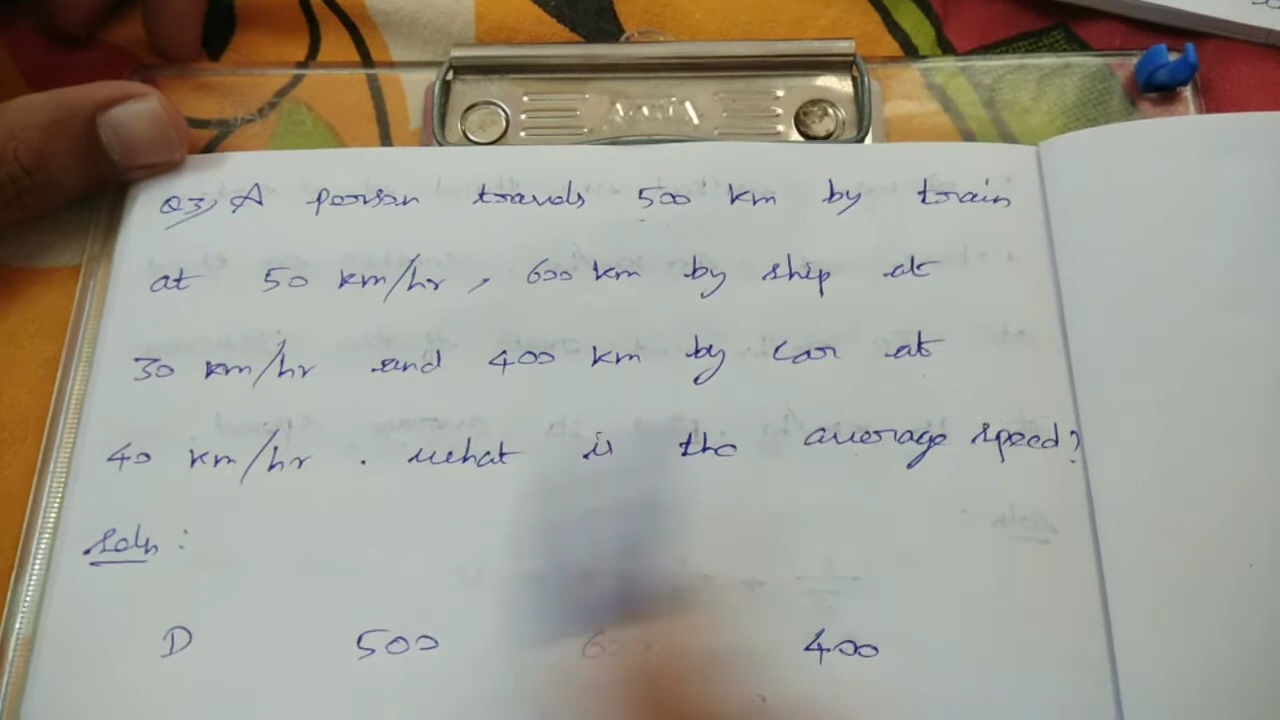 Q3, A person travels 500 km by train
at 50 km/hr, 600 km by ship at
30 km/hr and 400 km by car at
40 km/hr. what is the average speed?
soln:
D 500 600 400